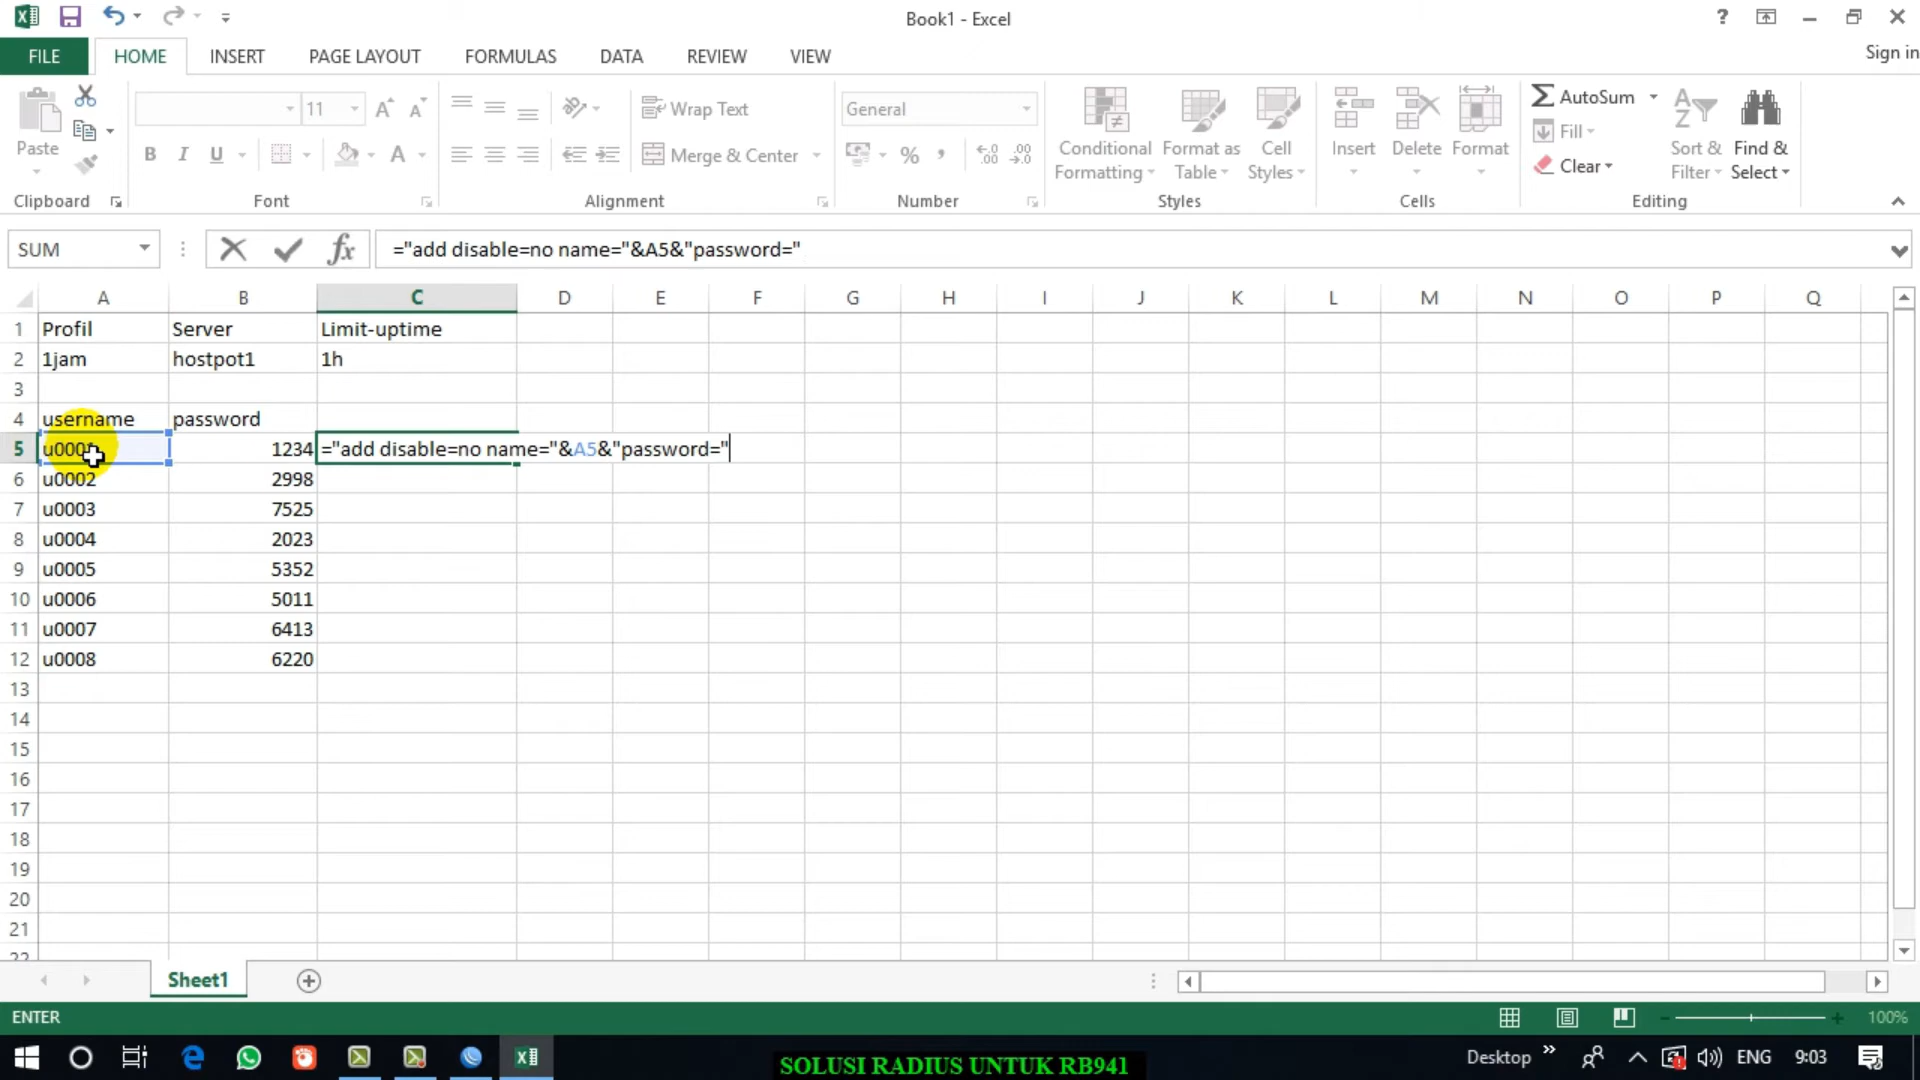 Book1 - Excel
Sign in
FILE
HOME
INSERT
PAGE LAYOUT
FORMULAS
DATA
REVIEW
VIEW
Paste
Clipboard
11
B I U
A
Font
Wrap Text
Merge & Center
Alignment
General
%
Number
Conditional Formatting
Format as Table
Cell Styles
Styles
Insert
Delete
Format
Cells
AutoSum
Fill
Clear
Sort & Filter
Find & Select
Editing
SUM
fx
="add disable=no name="&A5&"password="
A B C D E F G H I J K L M N O P Q
1 Profil Server Limit-uptime
2 1jam hostpot1 1h
3
4 username password
5 u0001 1234 ="add disable=no name="&A5&"password="
6 u0002 2998
7 u0003 7525
8 u0004 2023
9 u0005 5352
10 u0006 5011
11 u0007 6413
12 u0008 6220
13
14
15
16
17
18
19
20
21
22
Sheet1
ENTER
100%
SOLUSI RADIUS UNTUK RB941
Desktop
ENG
9:03